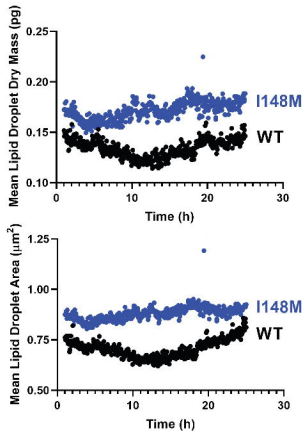 Mean Lipid Droplet Dry Mass (pg)
0.25
0.20
0.15
0.10
0
10
20
30
Time (h)
I148M
WT
Mean Lipid Droplet Area (μm²)
1.25
1.00
0.75
0.50
0
10
20
30
Time (h)
I148M
WT